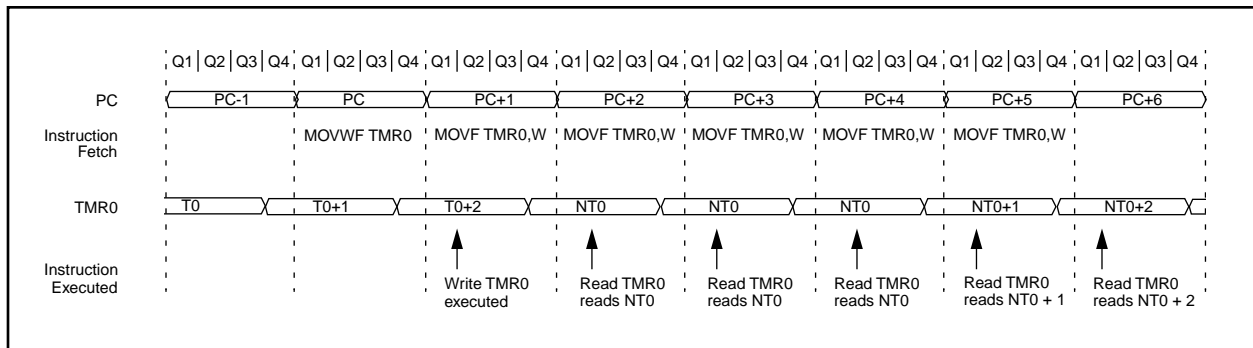 Q1 Q2 Q3 Q4 Q1 Q2 Q3 Q4 Q1 Q2 Q3 Q4 Q1 Q2 Q3 Q4 Q1 Q2 Q3 Q4 Q1 Q2 Q3 Q4 Q1 Q2 Q3 Q4 Q1 Q2 Q3 Q4
PC PC-1 PC PC+1 PC+2 PC+3 PC+4 PC+5 PC+6
Instruction
Fetch
MOVWF TMR0 MOVF TMR0,W MOVF TMR0,W MOVF TMR0,W MOVF TMR0,W MOVF TMR0,W
TMR0 T0 T0+1 T0+2 NT0 NT0 NT0 NT0+1 NT0+2
Instruction
Executed
Write TMR0
executed
Read TMR0
reads NT0
Read TMR0
reads NT0
Read TMR0
reads NT0
Read TMR0
reads NT0 + 1
Read TMR0
reads NT0 + 2